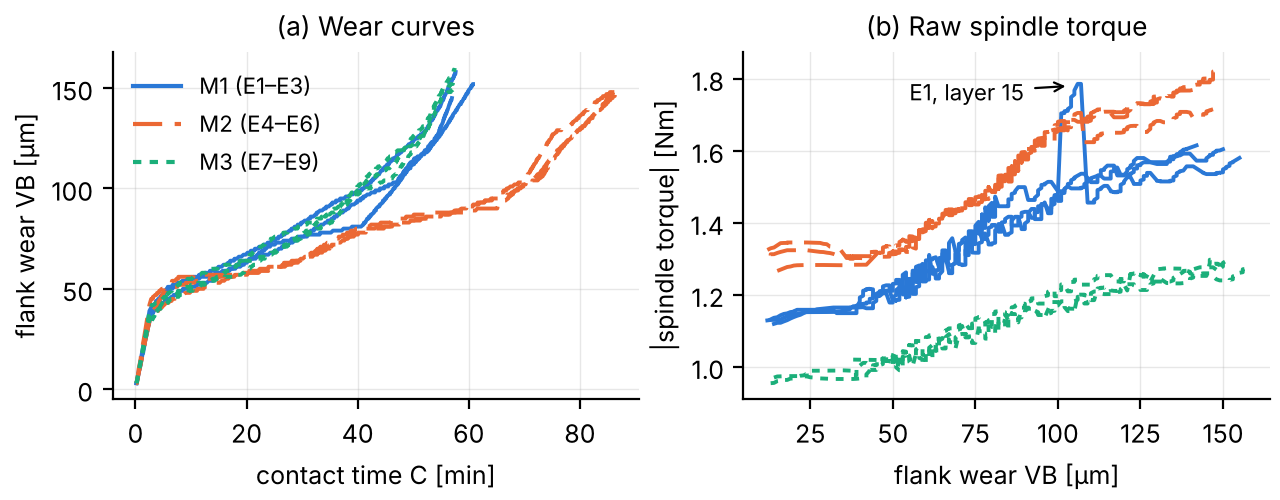 (a) Wear curves
flank wear VB [µm]
150
100
50
0
M1 (E1–E3)
M2 (E4–E6)
M3 (E7–E9)
0 20 40 60 80
contact time C [min]
(b) Raw spindle torque
|spindle torque| [Nm]
1.8
1.6
1.4
1.2
1.0
E1, layer 15
25 50 75 100 125 150
flank wear VB [µm]